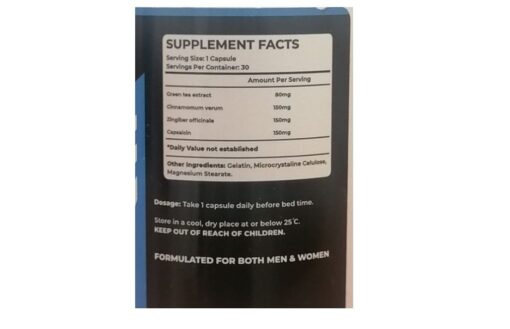 SUPPLEMENT FACTS
Serving Size: 1 Capsule
Servings Per Container: 30
Amount Per Serving
Green tea extract 80mg
Cinnamomum verum 150mg
Zingiber officinale 150mg
Capsaicin 150mg
*Daily Value not established
Other Ingredients: Gelatin, Microcrystaline Celulose,
Magnesium Stearate.
Dosage: Take 1 capsule daily before bed time.
Store in a cool, dry place at or below 25°C.
KEEP OUT OF REACH OF CHILDREN.
FORMULATED FOR BOTH MEN & WOMEN